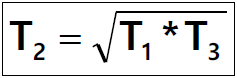 T₂ = √T₁ * T₃